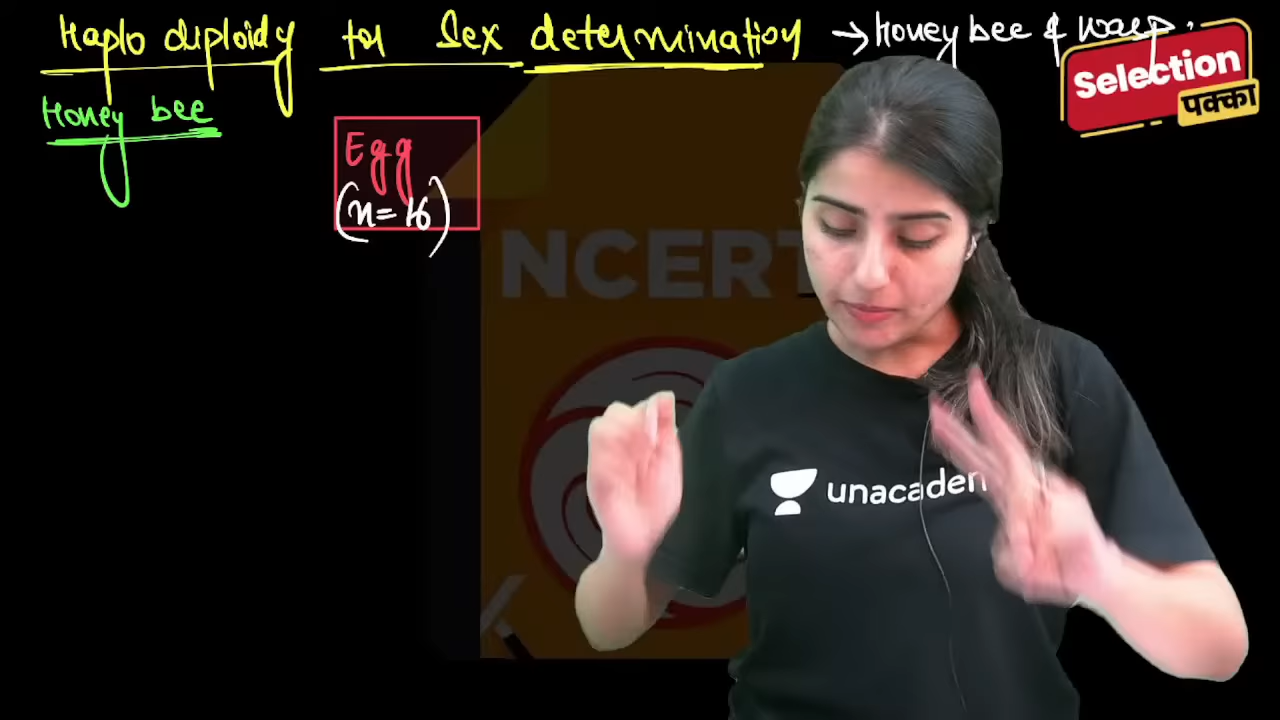 Haplo diploidy for Sex determination → Honey bee & wasp.
Selection
पक्का
Honey bee
Egg
(n=16)
NCERT
unacadem